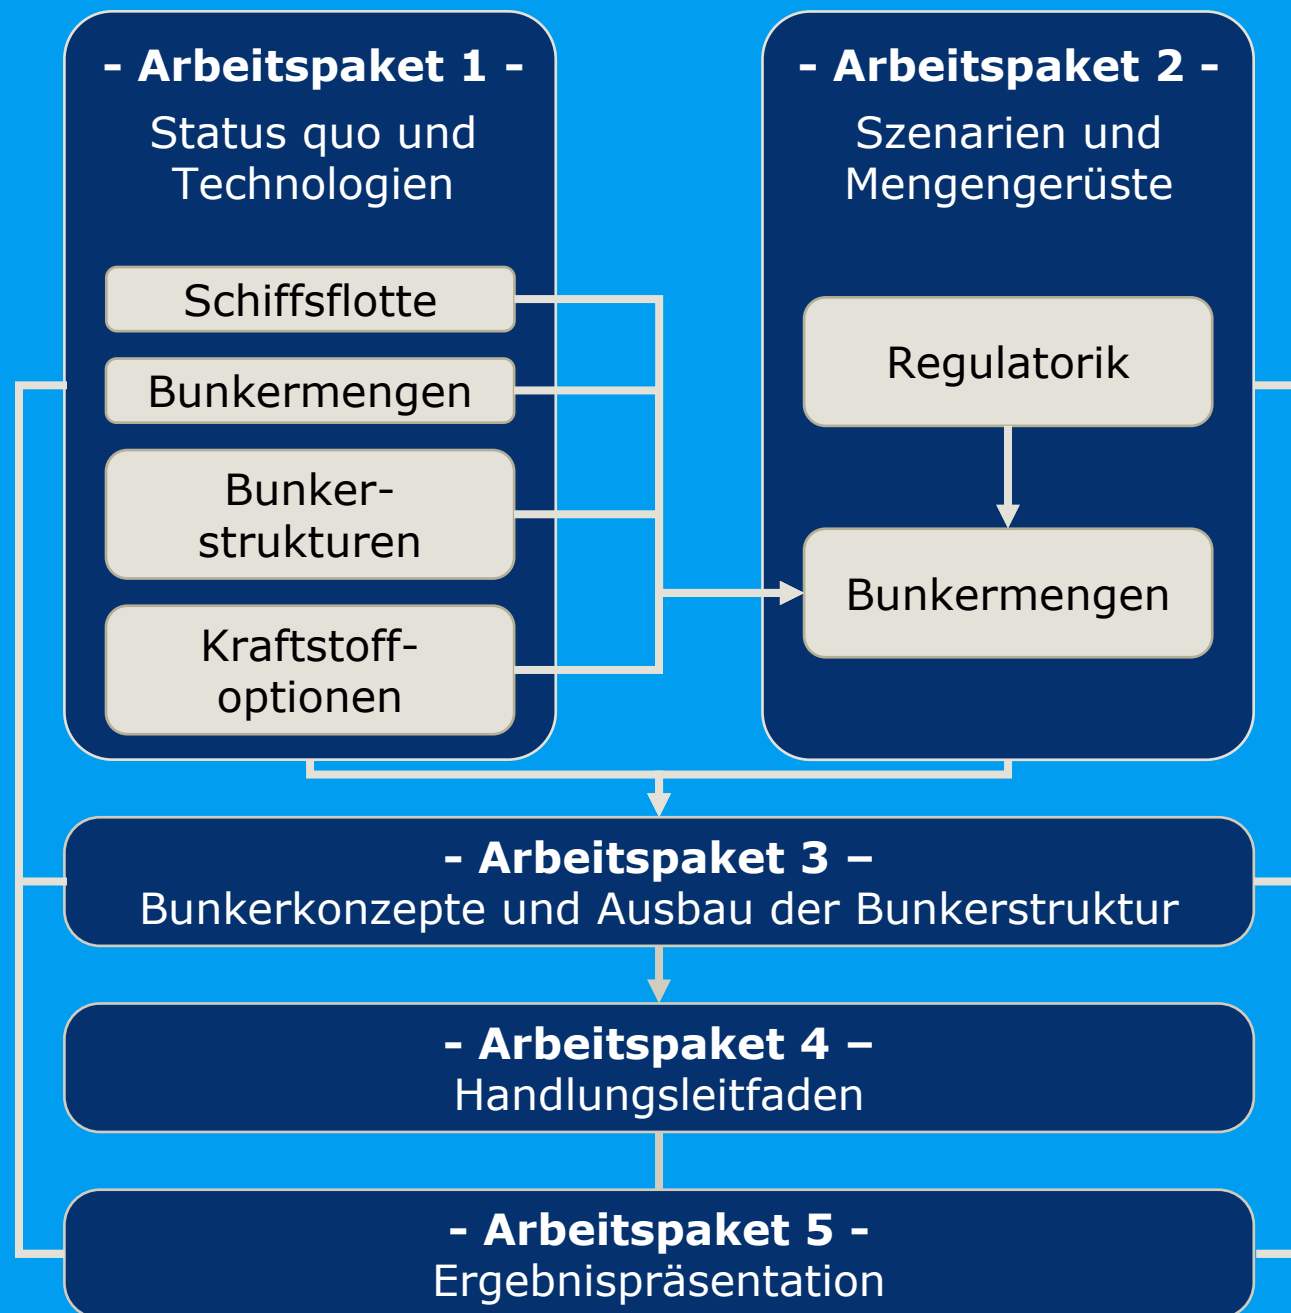 - Arbeitspaket 1 -
Status quo und
Technologien
Schiffsflotte
Bunkermengen
Bunker-
strukturen
Kraftstoff-
optionen
- Arbeitspaket 2 -
Szenarien und
Mengengerüste
Regulatorik
Bunkermengen
- Arbeitspaket 3 –
Bunkerkonzepte und Ausbau der Bunkerstruktur
- Arbeitspaket 4 –
Handlungsleitfaden
- Arbeitspaket 5 -
Ergebnispräsentation